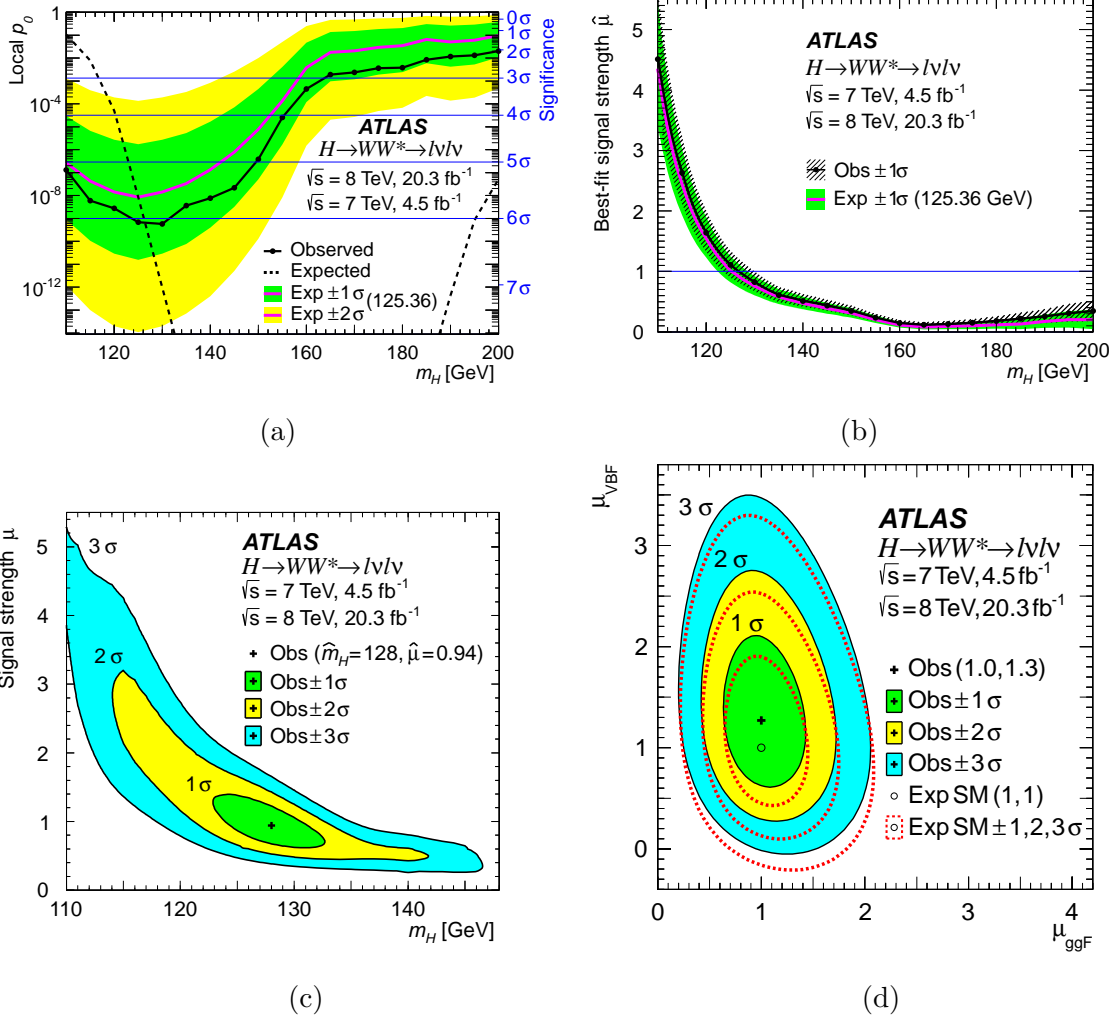 Local p₀
1
10⁻⁴
10⁻⁸
10⁻¹²
120 140 160 180 200
m_H [GeV]
0σ
1σ
2σ
3σ
4σ
5σ
6σ
7σ
Significance
ATLAS
H→WW*→lνlν
√s = 8 TeV, 20.3 fb⁻¹
√s = 7 TeV, 4.5 fb⁻¹
Observed
Expected
Exp ±1σ
Exp ±2σ
(125.36)
(a)
Best-fit signal strength μ̂
5
4
3
2
1
0
120 140 160 180 200
m_H [GeV]
ATLAS
H→WW*→lνlν
√s = 7 TeV, 4.5 fb⁻¹
√s = 8 TeV, 20.3 fb⁻¹
Obs ±1σ
Exp ±1σ (125.36 GeV)
(b)
Signal strength μ
5
4
3
2
1
0
110 120 130 140
m_H [GeV]
3 σ
2 σ
1 σ
ATLAS
H→WW*→lνlν
√s = 7 TeV, 4.5 fb⁻¹
√s = 8 TeV, 20.3 fb⁻¹
Obs (m̂_H=128, μ̂=0.94)
Obs±1σ
Obs±2σ
Obs±3σ
(c)
μ_VBF
3
2
1
0
0 1 2 3 4
μ_ggF
3 σ
2 σ
1 σ
ATLAS
H→WW*→lνlν
√s=7 TeV, 4.5 fb⁻¹
√s=8 TeV, 20.3 fb⁻¹
Obs (1.0, 1.3)
Obs±1σ
Obs±2σ
Obs±3σ
Exp SM (1,1)
Exp SM ±1,2,3σ
(d)